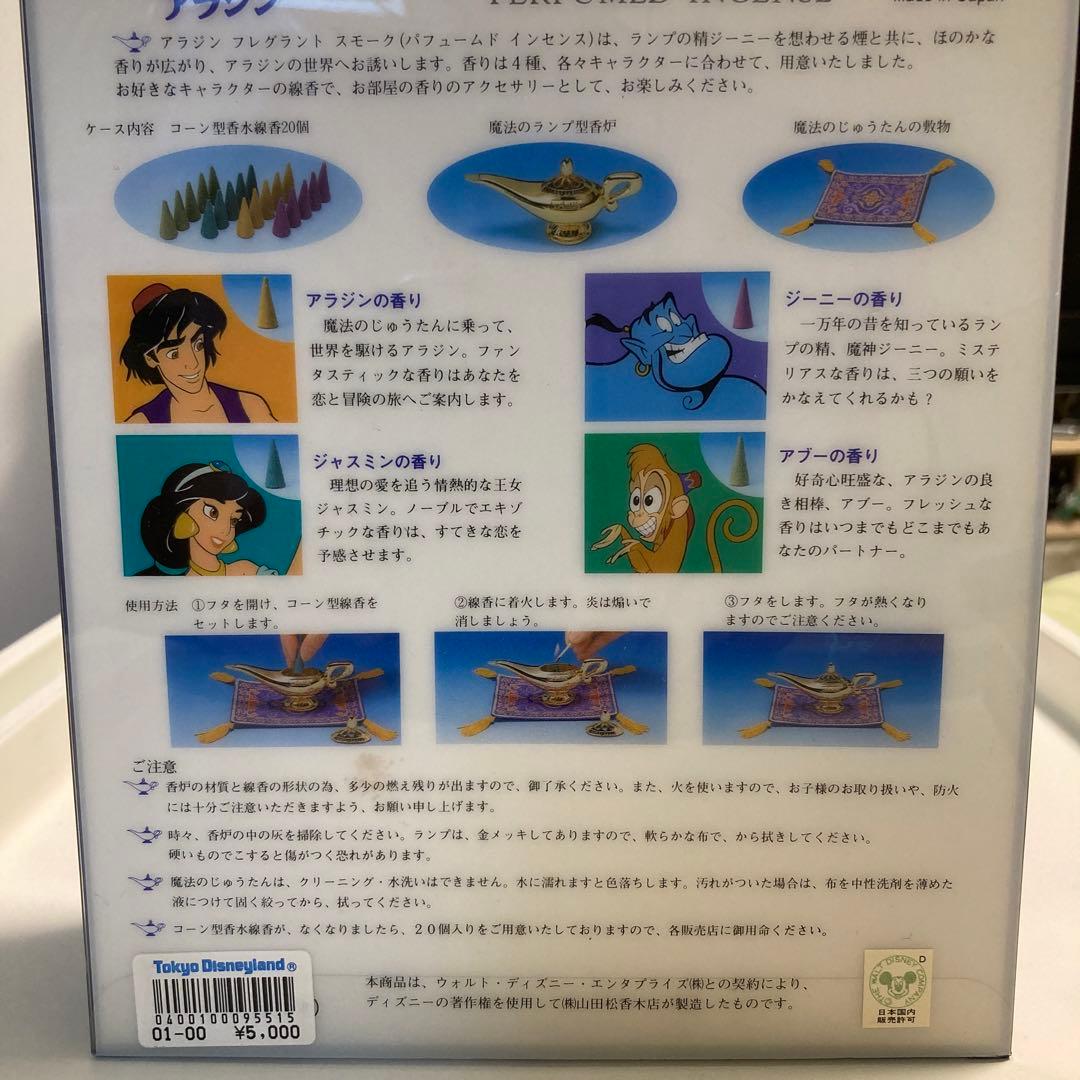 アラジン PERFUMED INCENSE Made in Japan
アラジン フレグラント スモーク(パフュームド インセンス)は、ランプの精ジーニーを想わせる煙と共に、ほのかな
香りが広がり、アラジンの世界へお誘いします。香りは4種、各々キャラクターに合わせて、用意いたしました。
お好きなキャラクターの線香で、お部屋の香りのアクセサリーとして、お楽しみください。
ケース内容 コーン型香水線香20個
魔法のランプ型香炉
魔法のじゅうたんの敷物
アラジンの香り
魔法のじゅうたんに乗って、
世界を駆けるアラジン。ファン
タスティックな香りはあなたを
恋と冒険の旅へご案内します。
ジーニーの香り
一万年の昔を知っているラン
プの精、魔神ジーニー。ミステ
リアスな香りは、三つの願いを
かなえてくれるかも?
ジャスミンの香り
理想の愛を追う情熱的な王女
ジャスミン。ノーブルでエキゾ
チックな香りは、すてきな恋を
予感させます。
アブーの香り
好奇心旺盛な、アラジンの良
き相棒、アブー。フレッシュな
香りはいつまでもどこまでもあ
なたのパートナー。
使用方法 ①フタを開け、コーン型線香を
セットします。
②線香に着火します。炎は煽いで
消しましょう。
③フタをします。フタが熱くなり
ますのでご注意ください。
ご注意
香炉の材質と線香の形状の為、多少の燃え残りが出ますので、御了承ください。また、火を使いますので、お子様のお取り扱いや、防火
には十分ご注意いただきますよう、お願い申し上げます。
時々、香炉の中の灰を掃除してください。ランプは、金メッキしてありますので、軟らかな布で、から拭きしてください。
硬いものでこすると傷がつく恐れがあります。
魔法のじゅうたんは、クリーニング・水洗いはできません。水に濡れますと色落ちします。汚れがついた場合は、布を中性洗剤を薄めた
液につけて固く絞ってから、拭ってください。
コーン型香水線香が、なくなりましたら、20個入りをご用意いたしておりますので、各販売店に御用命ください。
Tokyo Disneyland®
0400100095515
01-00 ¥5,000
本商品は、ウォルト・ディズニー・エンタプライズ㈱との契約により、
ディズニーの著作権を使用して㈱山田松香木店が製造したものです。
D
©THE WALT DISNEY COMPANY
日本国内
販売許可